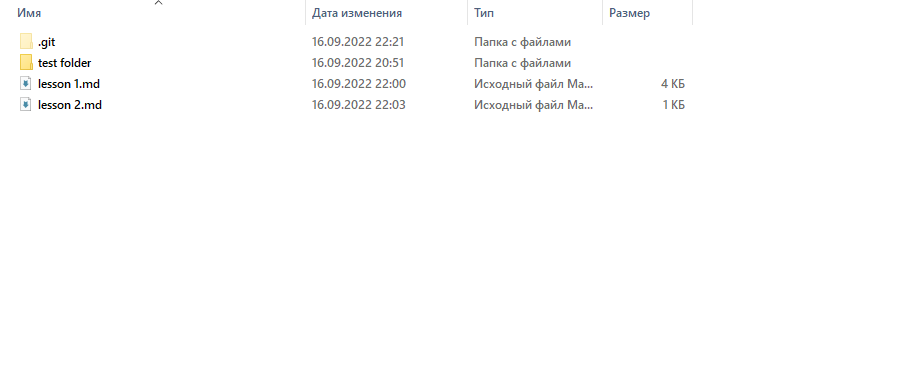 Имя Дата изменения Тип Размер
.git 16.09.2022 22:21 Папка с файлами
test folder 16.09.2022 20:51 Папка с файлами
lesson 1.md 16.09.2022 22:00 Исходный файл Ma... 4 КБ
lesson 2.md 16.09.2022 22:03 Исходный файл Ma... 1 КБ